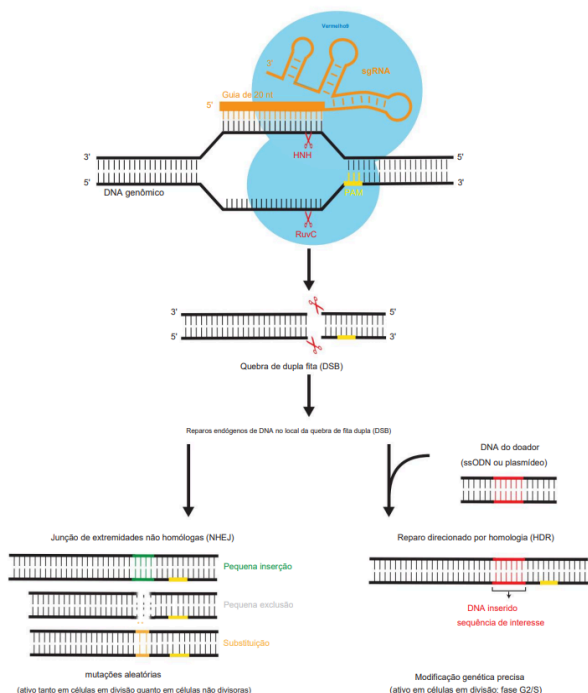 Vermelho8
3'
sgRNA
Guia de 20 nt
5'
HNH
3'
5'
5'
3'
DNA genômico
PAM
RuvC
3'
5'
5'
3'
Quebra de dupla fita (DSB)
Reparos endógenos de DNA no local da quebra de fita dupla (DSB)
DNA do doador
(ssODN ou plasmídeo)
Junção de extremidades não homólogas (NHEJ)
Reparo direcionado por homologia (HDR)
Pequena inserção
Pequena exclusão
Substituição
DNA inserido
sequência de interesse
mutações aleatórias
(ativo tanto em células em divisão quanto em células não divisoras)
Modificação genética precisa
(ativo em células em divisão: fase G2/S)